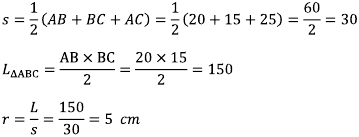 s = 1/2 (AB + BC + AC) = 1/2 (20 + 15 + 25) = 60/2 = 30
L_ΔABC = (AB × BC)/2 = (20 × 15)/2 = 150
r = L/s = 150/30 = 5 cm